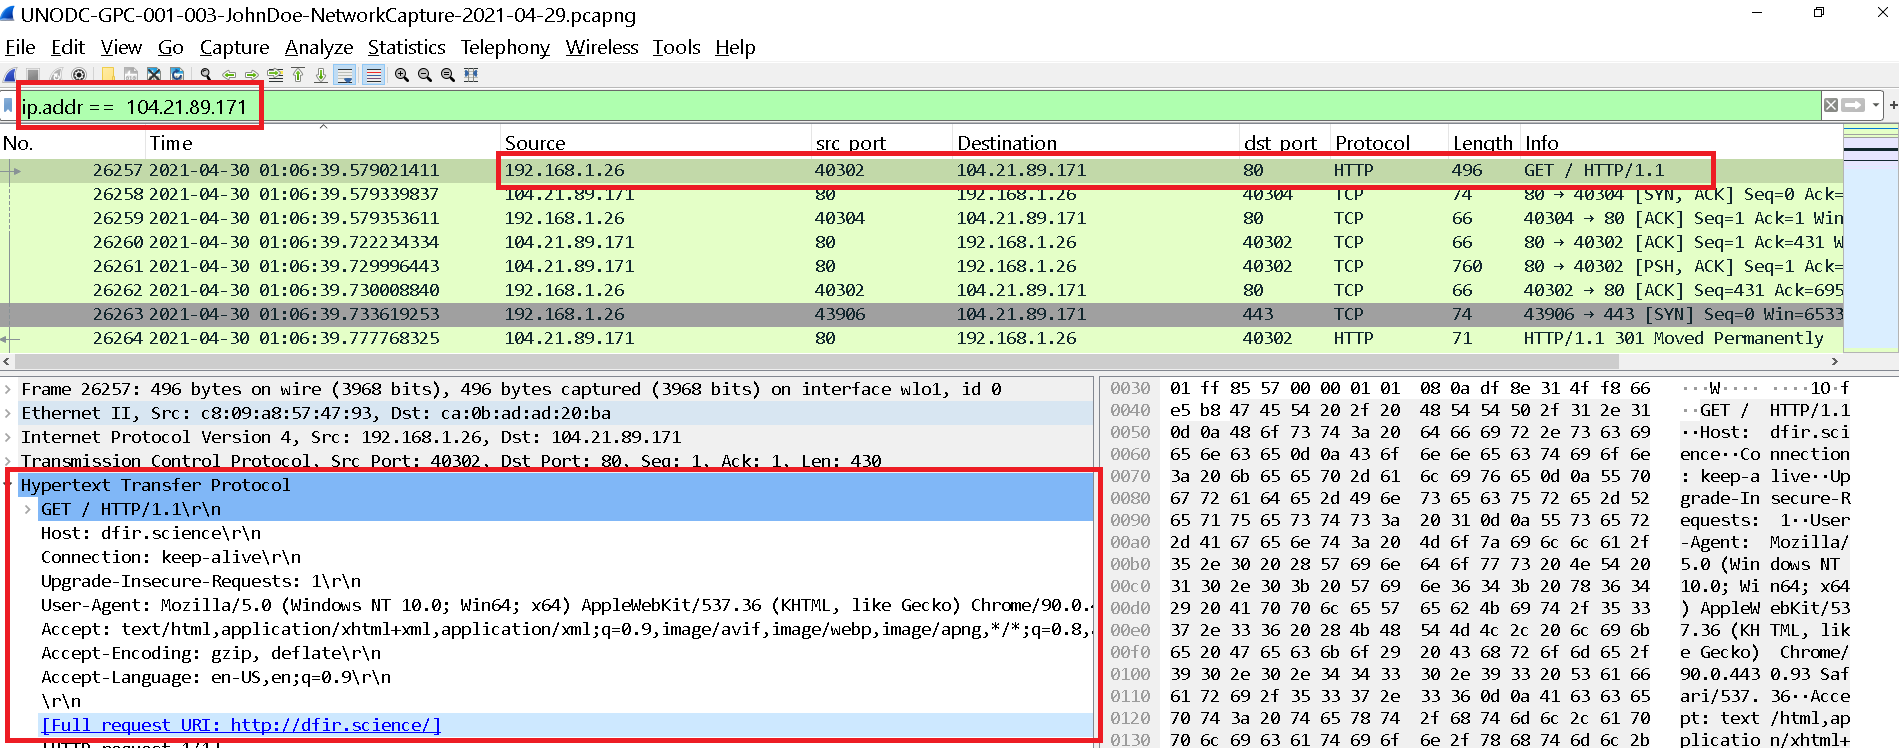 UNODC-GPC-001-003-JohnDoe-NetworkCapture-2021-04-29.pcapng
File Edit View Go Capture Analyze Statistics Telephony Wireless Tools Help
ip.addr == 104.21.89.171
No. Time Source src port Destination dst port Protocol Length Info
26257 2021-04-30 01:06:39.579021411 192.168.1.26 40302 104.21.89.171 80 HTTP 496 GET / HTTP/1.1
26258 2021-04-30 01:06:39.579339837 104.21.89.171 80 192.168.1.26 40304 TCP 74 80 → 40304 [SYN, ACK] Seq=0 Ack=
26259 2021-04-30 01:06:39.579353611 192.168.1.26 40304 104.21.89.171 80 TCP 66 40304 → 80 [ACK] Seq=1 Ack=1 Win
26260 2021-04-30 01:06:39.722234334 104.21.89.171 80 192.168.1.26 40302 TCP 66 80 → 40302 [ACK] Seq=1 Ack=431 W
26261 2021-04-30 01:06:39.729996443 104.21.89.171 80 192.168.1.26 40302 TCP 760 80 → 40302 [PSH, ACK] Seq=1 Ack=
26262 2021-04-30 01:06:39.730008840 192.168.1.26 40302 104.21.89.171 80 TCP 66 40302 → 80 [ACK] Seq=431 Ack=695
26263 2021-04-30 01:06:39.733619253 192.168.1.26 43906 104.21.89.171 443 TCP 74 43906 → 443 [SYN] Seq=0 Win=6533
26264 2021-04-30 01:06:39.777768325 104.21.89.171 80 192.168.1.26 40302 HTTP 71 HTTP/1.1 301 Moved Permanently
Frame 26257: 496 bytes on wire (3968 bits), 496 bytes captured (3968 bits) on interface wlo1, id 0
Ethernet II, Src: c8:09:a8:57:47:93, Dst: ca:0b:ad:ad:20:ba
Internet Protocol Version 4, Src: 192.168.1.26, Dst: 104.21.89.171
Transmission Control Protocol, Src Port: 40302, Dst Port: 80, Seq: 1, Ack: 1, Len: 430
Hypertext Transfer Protocol
GET / HTTP/1.1\r\n
Host: dfir.science\r\n
Connection: keep-alive\r\n
Upgrade-Insecure-Requests: 1\r\n
User-Agent: Mozilla/5.0 (Windows NT 10.0; Win64; x64) AppleWebKit/537.36 (KHTML, like Gecko) Chrome/90.0.4
Accept: text/html,application/xhtml+xml,application/xml;q=0.9,image/avif,image/webp,image/apng,*/*;q=0.8,
Accept-Encoding: gzip, deflate\r\n
Accept-Language: en-US,en;q=0.9\r\n
\r\n
[Full request URI: http://dfir.science/]
[HTTP request 1/1]
0030 01 ff 85 57 00 00 01 01 08 0a df 8e 31 4f f8 66 ···W···· ····1O·f
0040 e5 b8 47 45 54 20 2f 20 48 54 54 50 2f 31 2e 31 ··GET / HTTP/1.1
0050 0d 0a 48 6f 73 74 3a 20 64 66 69 72 2e 73 63 69 ··Host: dfir.sci
0060 65 6e 63 65 0d 0a 43 6f 6e 6e 65 63 74 69 6f 6e ence··Co nnection
0070 3a 20 6b 65 65 70 2d 61 6c 69 76 65 0d 0a 55 70 : keep-a live··Up
0080 67 72 61 64 65 2d 49 6e 73 65 63 75 72 65 2d 52 grade-In secure-R
0090 65 71 75 65 73 74 73 3a 20 31 0d 0a 55 73 65 72 equests: 1··User
00a0 2d 41 67 65 6e 74 3a 20 4d 6f 7a 69 6c 6c 61 2f -Agent: Mozilla/
00b0 35 2e 30 20 28 57 69 6e 64 6f 77 73 20 4e 54 20 5.0 (Win dows NT
00c0 31 30 2e 30 3b 20 57 69 6e 36 34 3b 20 78 36 34 10.0; Wi n64; x64
00d0 29 20 41 70 70 6c 65 57 65 62 4b 69 74 2f 35 33 ) AppleW ebKit/53
00e0 37 2e 33 36 20 28 4b 48 54 4d 4c 2c 20 6c 69 6b 7.36 (KH TML, lik
00f0 65 20 47 65 63 6b 6f 29 20 43 68 72 6f 6d 65 2f e Gecko) Chrome/
0100 39 30 2e 30 2e 34 34 33 30 2e 39 33 20 53 61 66 90.0.443 0.93 Saf
0110 61 72 69 2f 35 33 37 2e 33 36 0d 0a 41 63 63 65 ari/537. 36··Acce
0120 70 74 3a 20 74 65 78 74 2f 68 74 6d 6c 2c 61 70 pt: text /html,ap
0130 70 6c 69 63 61 74 69 6f 6e 2f 78 68 74 6d 6c 2b plicatio n/xhtml+